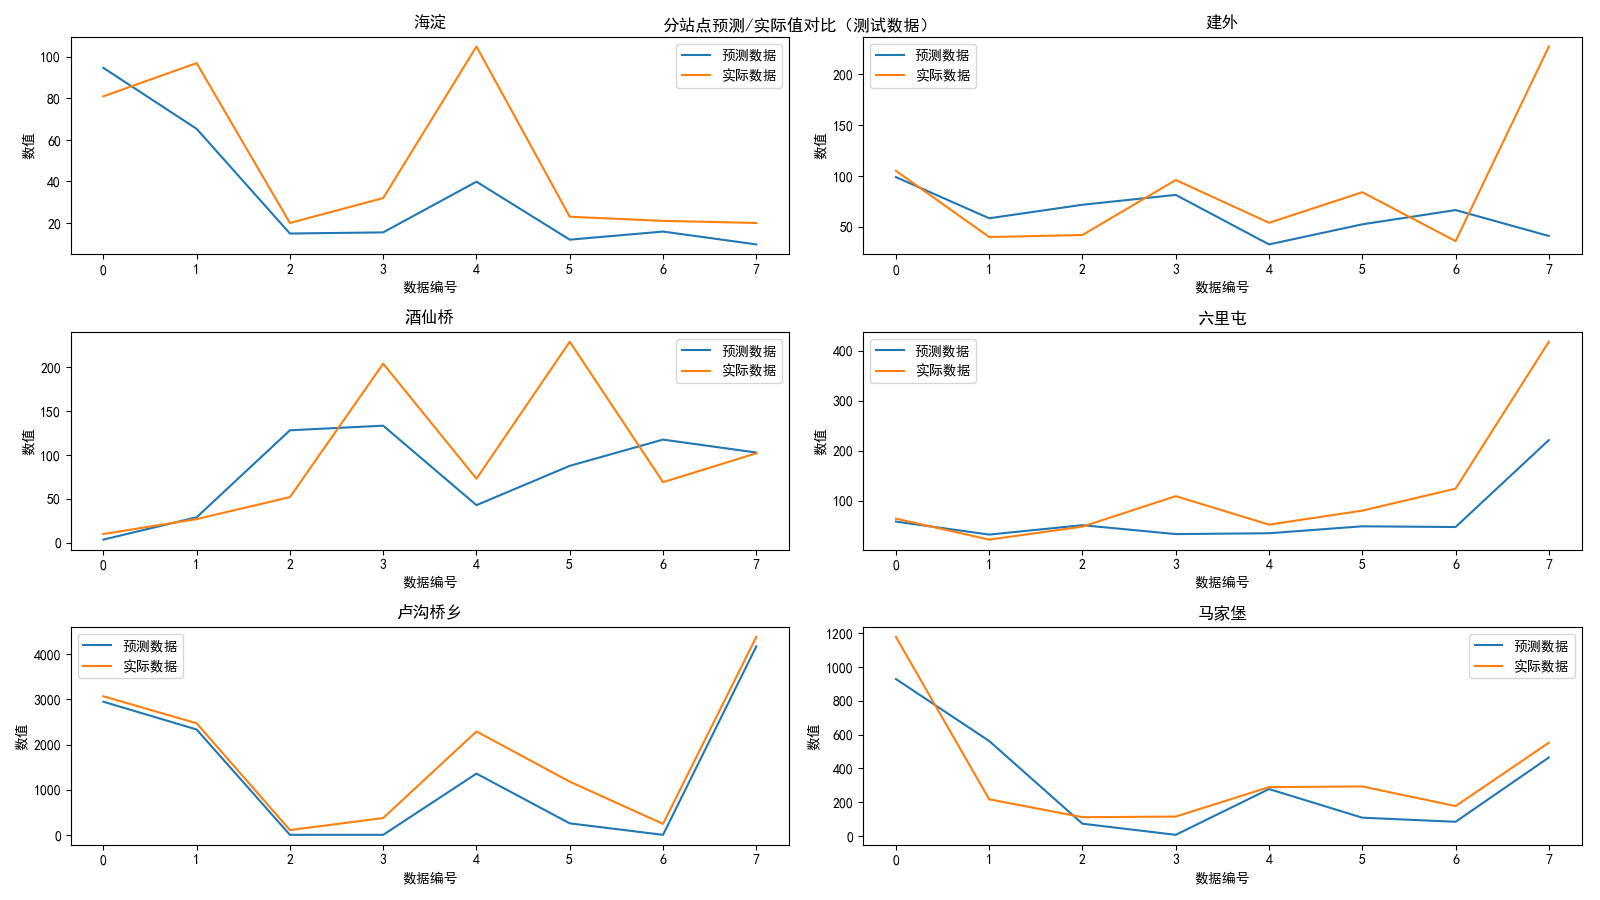 分站点预测/实际值对比（测试数据）
海淀
数值
100
80
60
40
20
预测数据
实际数据
0 1 2 3 4 5 6 7
数据编号
建外
数值
200
150
100
50
预测数据
实际数据
0 1 2 3 4 5 6 7
数据编号
酒仙桥
数值
200
150
100
50
0
预测数据
实际数据
0 1 2 3 4 5 6 7
数据编号
六里屯
数值
400
300
200
100
预测数据
实际数据
0 1 2 3 4 5 6 7
数据编号
卢沟桥乡
数值
4000
3000
2000
1000
0
预测数据
实际数据
0 1 2 3 4 5 6 7
数据编号
马家堡
数值
1200
1000
800
600
400
200
0
预测数据
实际数据
0 1 2 3 4 5 6 7
数据编号